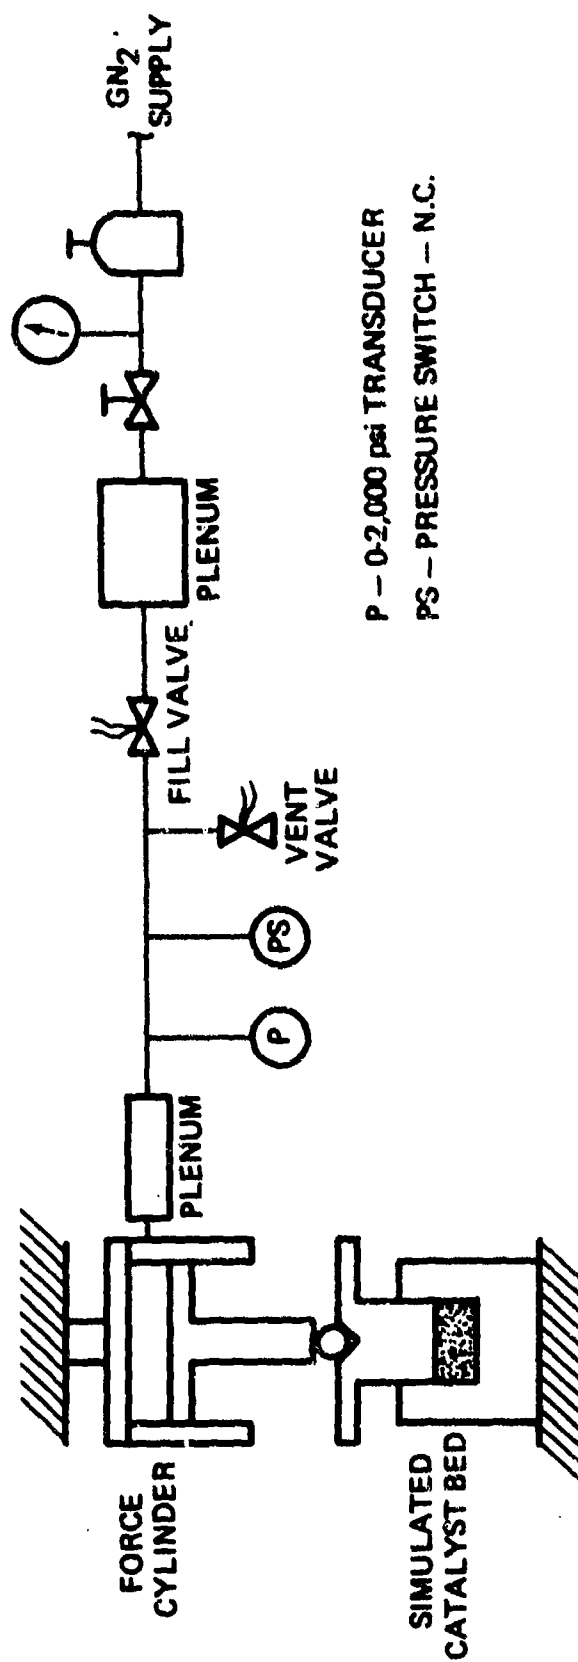 GN2
SUPPLY
PLENUM
FILL VALVE
VENT
VALVE
PS
P
PLENUM
FORCE
CYLINDER
SIMULATED
CATALYST BED
P – 0-2,000 psi TRANSDUCER
PS – PRESSURE SWITCH – N.C.